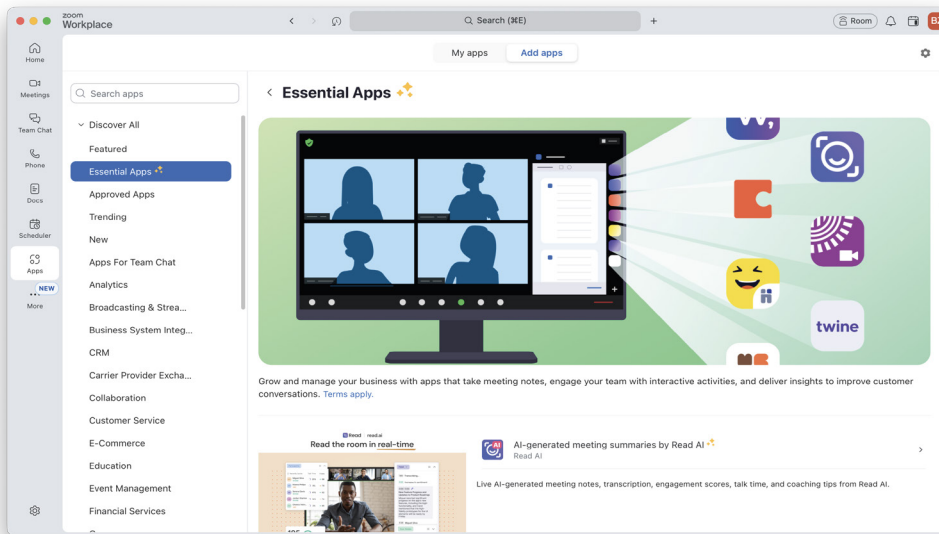 zoom
Workplace
Search (⌘E)
Room
My apps
Add apps
Home
Meetings
Team Chat
Phone
Docs
Scheduler
Apps
NEW
More
Search apps
Discover All
Featured
Essential Apps
Approved Apps
Trending
New
Apps For Team Chat
Analytics
Broadcasting & Strea...
Business System Integ...
CRM
Carrier Provider Excha...
Collaboration
Customer Service
E-Commerce
Education
Event Management
Financial Services
Essential Apps
twine
Grow and manage your business with apps that take meeting notes, engage your team with interactive activities, and deliver insights to improve customer
conversations. Terms apply.
Read read.ai
Read the room in real-time
AI
AI-generated meeting summaries by Read AI
Read AI
Live AI-generated meeting notes, transcription, engagement scores, talk time, and coaching tips from Read AI.